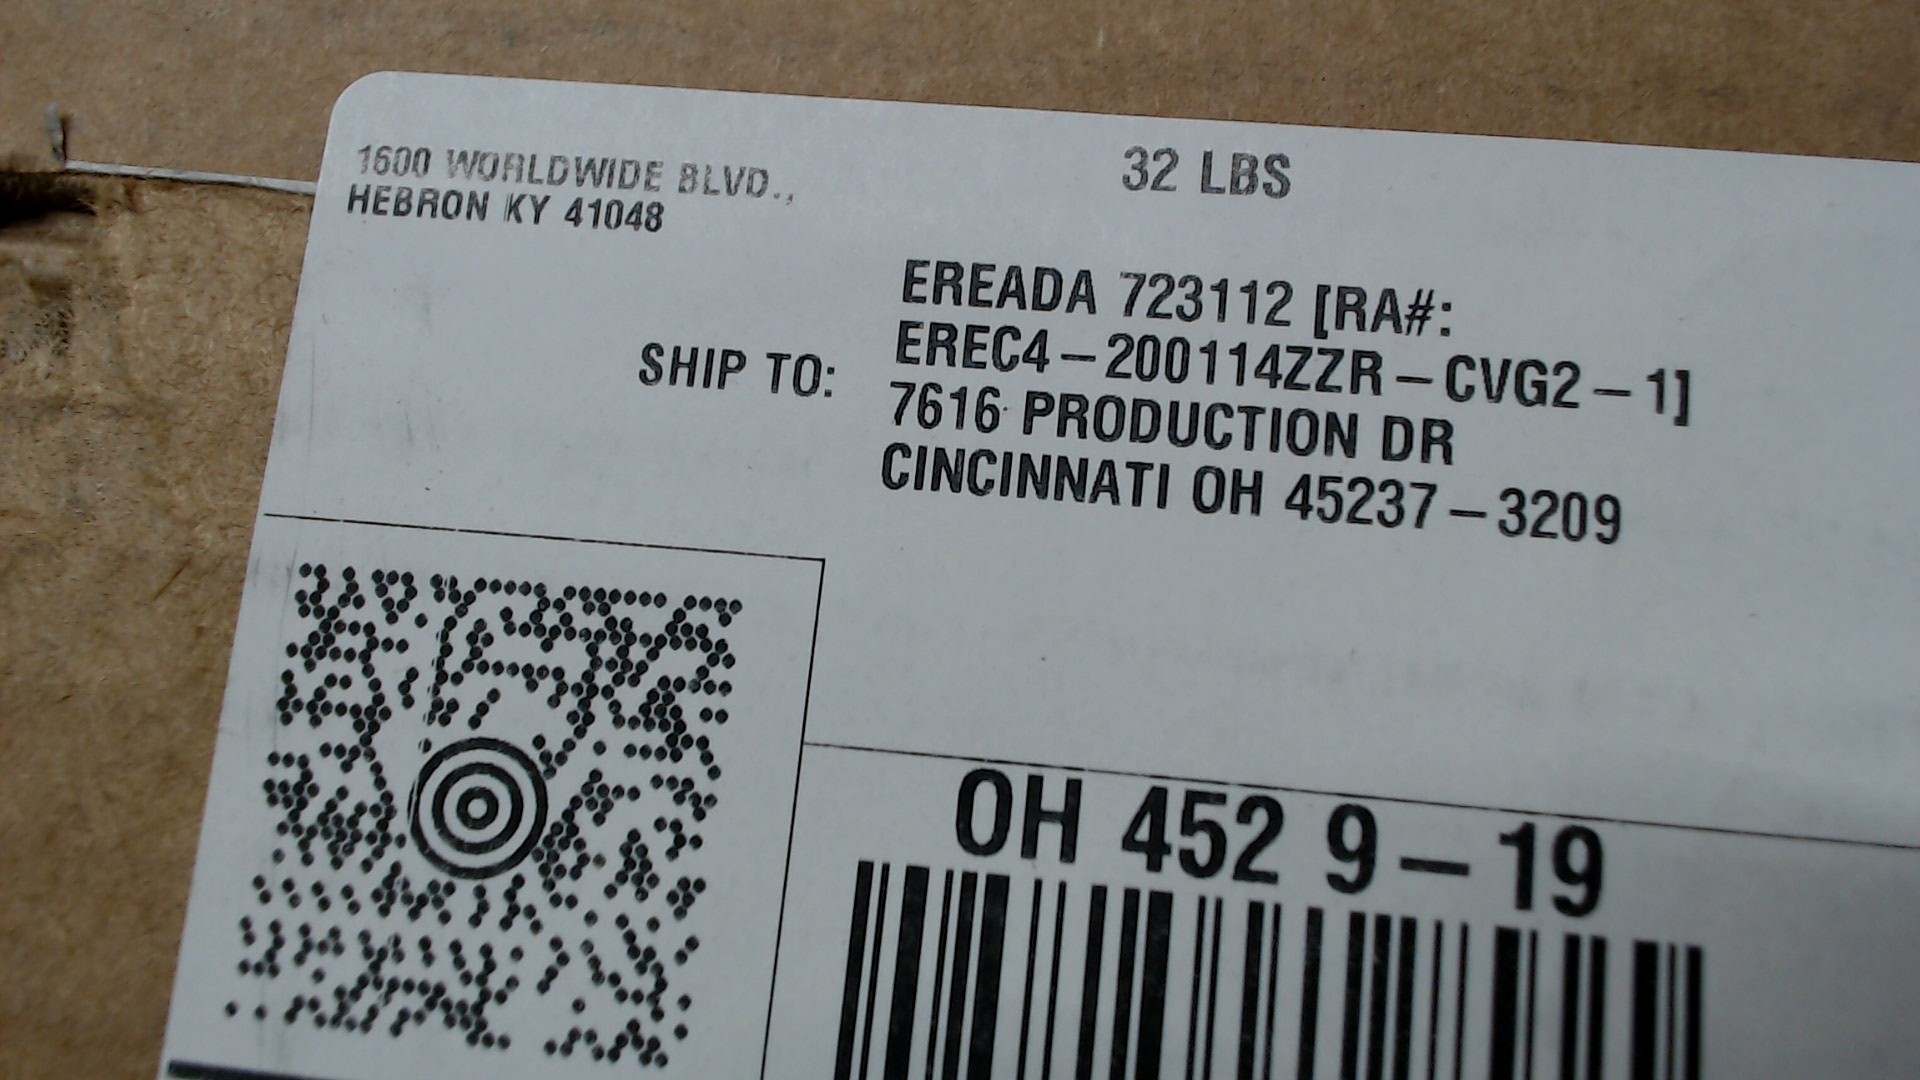 1600 WORLDWIDE BLVD.,
HEBRON KY 41048
32 LBS
SHIP TO:
EREADA 723112 [RA#:
EREC4-200114ZZR-CVG2-1]
7616 PRODUCTION DR
CINCINNATI OH 45237-3209
OH 452 9-19